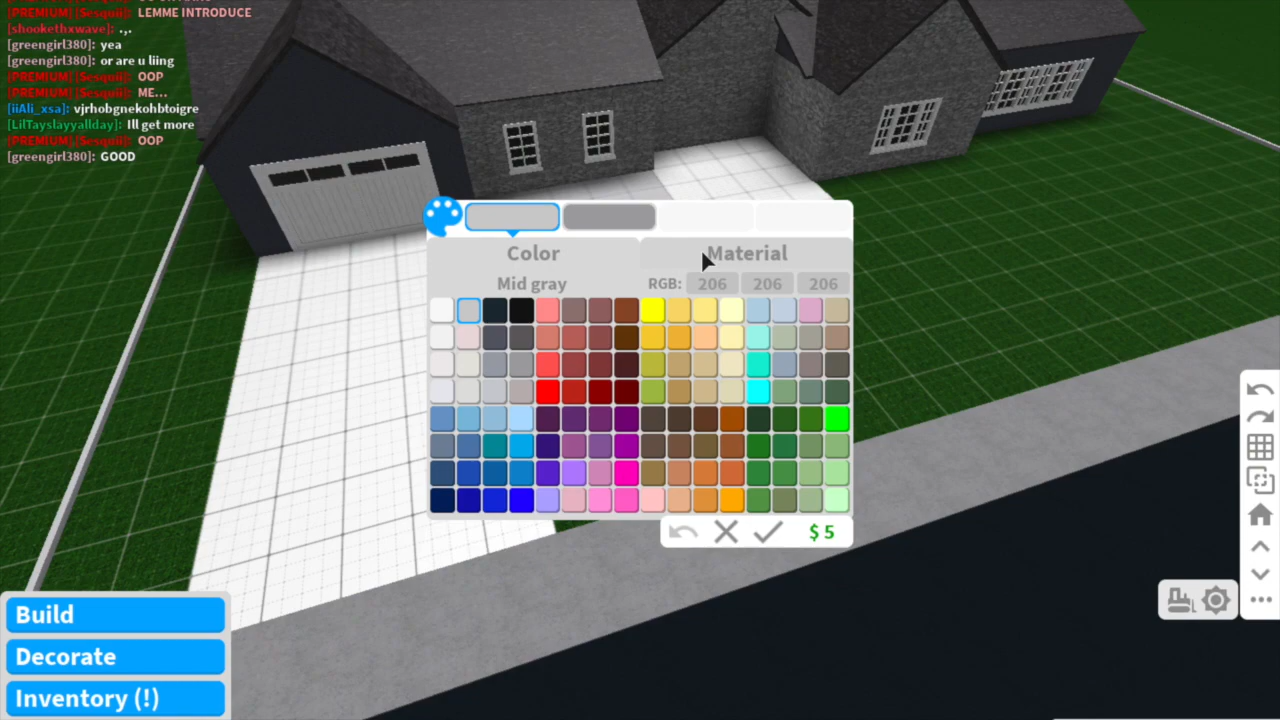 [PREMIUM] [Sesquii]: LEMME INTRODUCE
[shookethxwave]: .,.
[greengirl380]: yea
[greengirl380]: or are u liing
[PREMIUM] [Sesquii]: OOP
[PREMIUM] [Sesquii]: ME...
[iiAli_xsa]: vjrhobgnekohbtoigre
[LilTayslayyallday]: Ill get more
[PREMIUM] [Sesquii]: OOP
[greengirl380]: GOOD
Color
Material
Mid gray
RGB: 206 206 206
$ 5
Build
Decorate
Inventory (!)